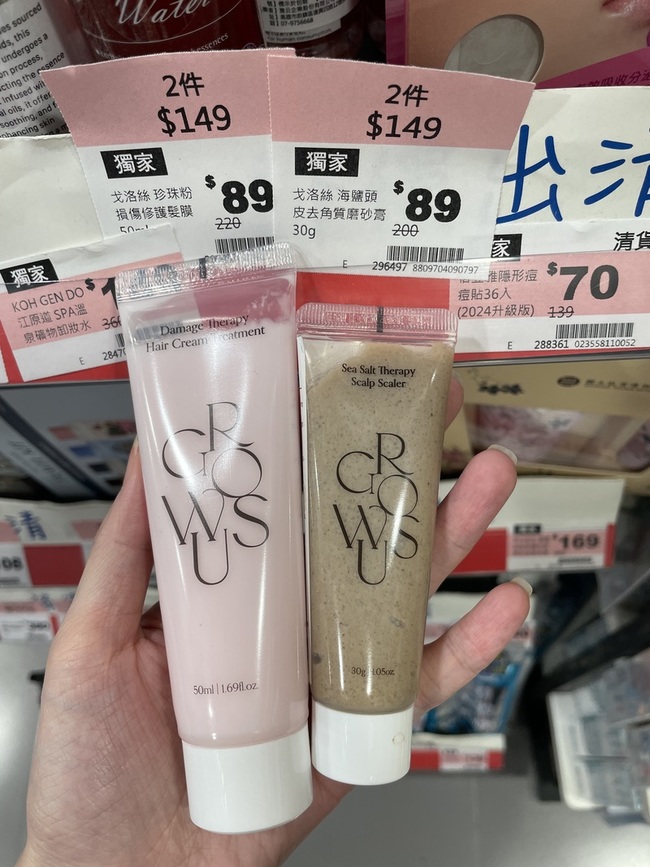 Water
2件
$149
獨家
戈洛絲 珍珠粉
損傷修護髮膜
$89
220
2件
$149
獨家
戈洛絲 海鹽頭
皮去角質磨砂膏
30g
$89
200
E 296497 8809704090797
出清
清貨
痘貼36入
(2024升級版)
$70
139
E 288361 023558110052
獨家
KOH GEN DO
江原道 SPA溫
泉礦物卸妝水
E
Damage Therapy
Hair Cream Treatment
GROWUS
50ml | 1.69fl.oz.
Sea Salt Therapy
Scalp Scaler
GROWUS
30g
$169